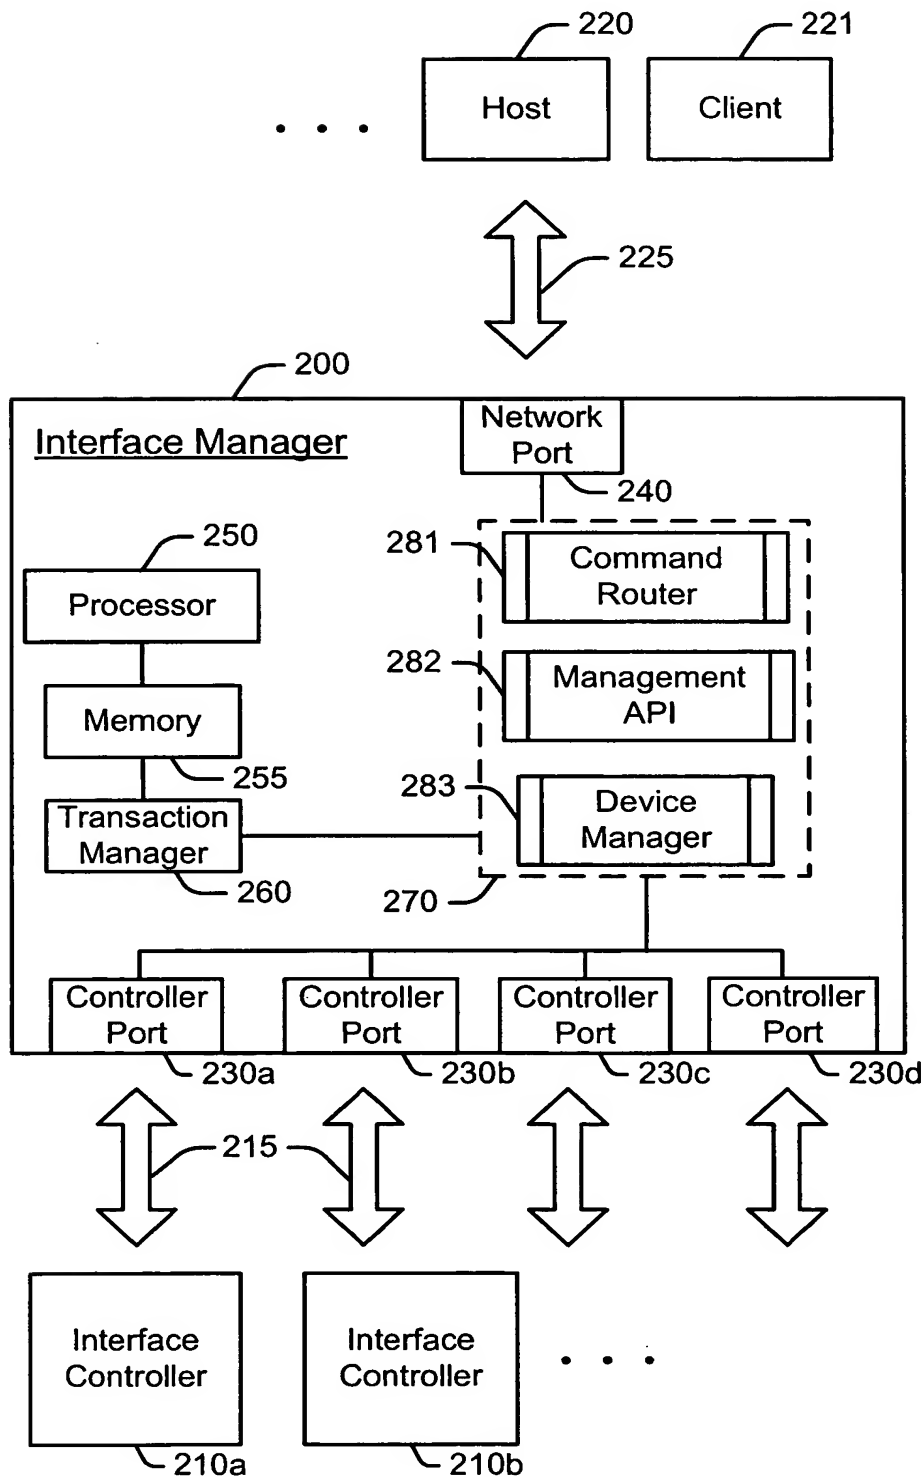 220
221
Host
Client
. . .
225
200
Interface Manager
Network
Port
240
250
Processor
281
Command
Router
282
Management
API
Memory
255
283
Device
Manager
Transaction
Manager
260
270
Controller
Port
Controller
Port
Controller
Port
Controller
Port
230a
230b
230c
230d
215
Interface
Controller
Interface
Controller
. . .
210a
210b